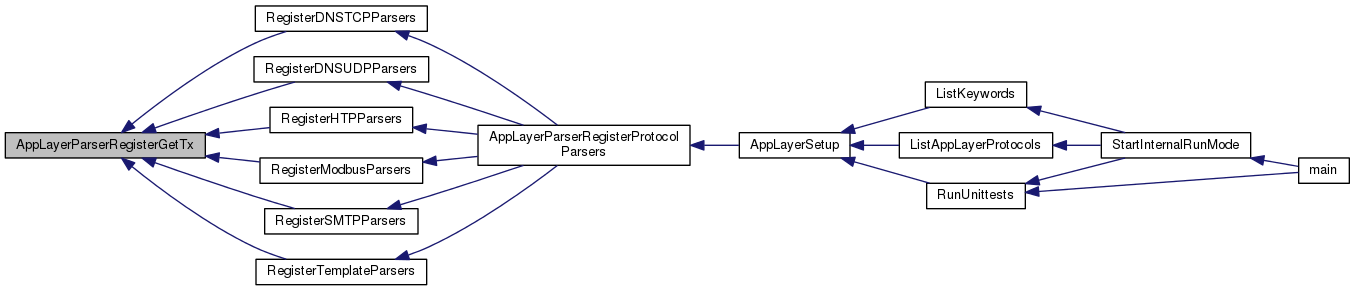 AppLayerParserRegisterGetTx
RegisterDNSTCPParsers
RegisterDNSUDPParsers
RegisterHTPParsers
RegisterModbusParsers
RegisterSMTPParsers
RegisterTemplateParsers
AppLayerParserRegisterProtocol
Parsers
AppLayerSetup
ListKeywords
ListAppLayerProtocols
RunUnittests
StartInternalRunMode
main